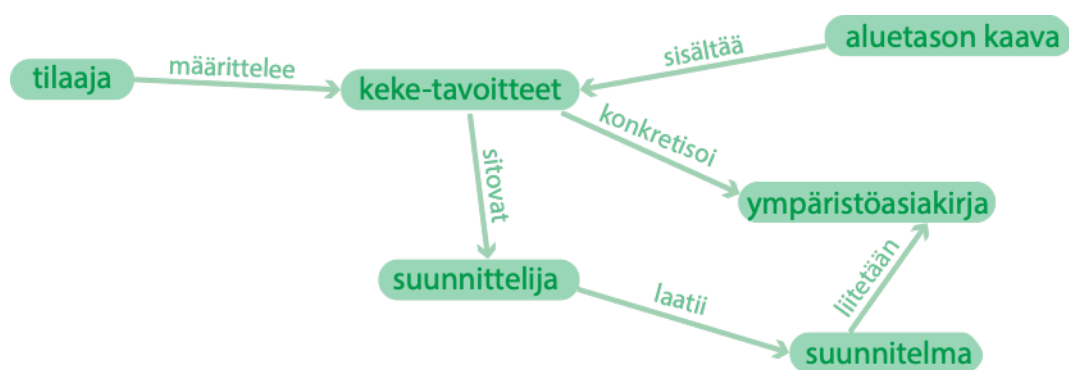 aluetason kaava
sisältää
tilaaja
määrittelee
keke-tavoitteet
konkretisoi
sitovat
ympäristöasiakirja
suunnittelija
laatii
liitetään
suunnitelma